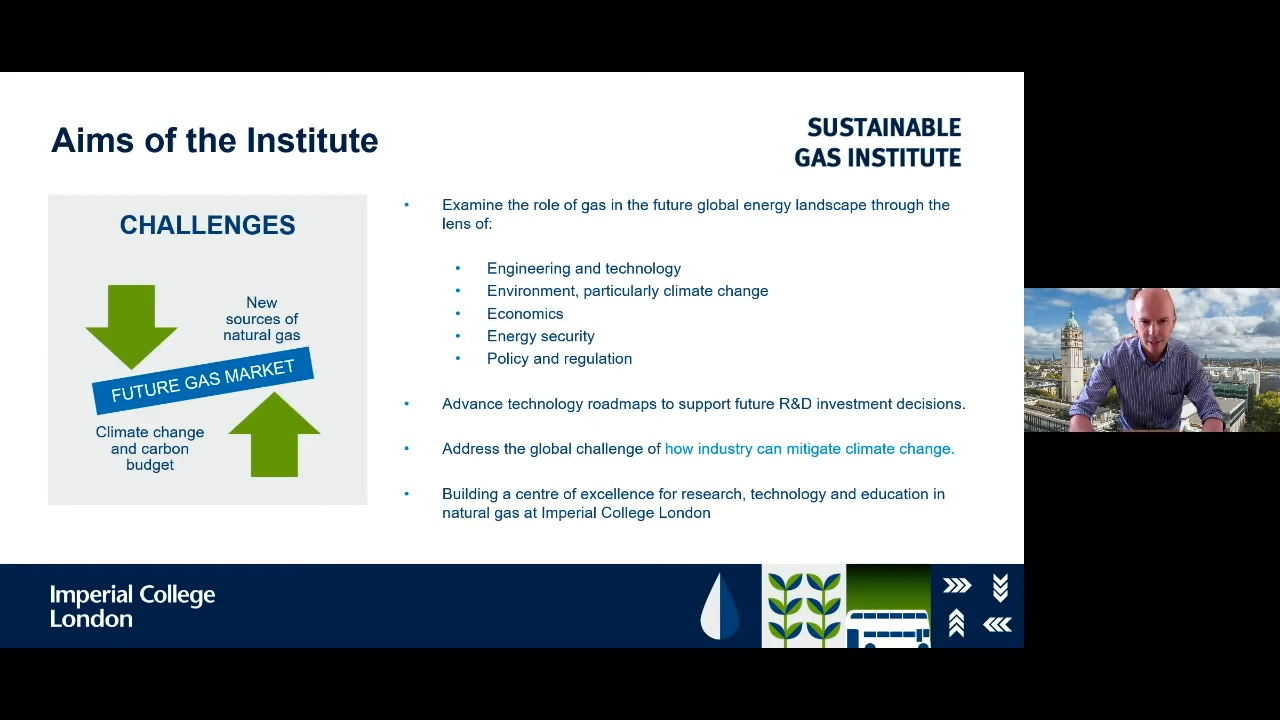 Aims of the Institute
SUSTAINABLE
GAS INSTITUTE
CHALLENGES
New
sources of
natural gas
FUTURE GAS MARKET
Climate change
and carbon
budget
• Examine the role of gas in the future global energy landscape through the
lens of:
• Engineering and technology
• Environment, particularly climate change
• Economics
• Energy security
• Policy and regulation
• Advance technology roadmaps to support future R&D investment decisions.
• Address the global challenge of how industry can mitigate climate change.
• Building a centre of excellence for research, technology and education in
natural gas at Imperial College London
Imperial College
London